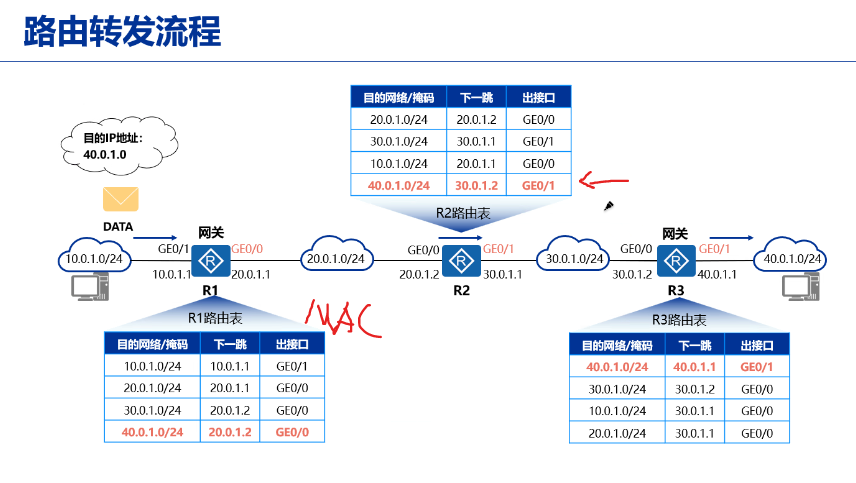 路由转发流程
目的IP地址：
40.0.1.0
DATA
目的网络/掩码 下一跳 出接口
20.0.1.0/24 20.0.1.2 GE0/0
30.0.1.0/24 30.0.1.1 GE0/1
10.0.1.0/24 20.0.1.1 GE0/0
40.0.1.0/24 30.0.1.2 GE0/1
R2路由表
10.0.1.0/24
GE0/1
网关
GE0/0
10.0.1.1
R
20.0.1.1
R1
20.0.1.0/24
GE0/0
GE0/1
20.0.1.2
R
30.0.1.1
R2
30.0.1.0/24
GE0/0
网关
GE0/1
30.0.1.2
R
40.0.1.1
R3
40.0.1.0/24
R1路由表
MAC
目的网络/掩码 下一跳 出接口
10.0.1.0/24 10.0.1.1 GE0/1
20.0.1.0/24 20.0.1.1 GE0/0
30.0.1.0/24 20.0.1.2 GE0/0
40.0.1.0/24 20.0.1.2 GE0/0
R3路由表
目的网络/掩码 下一跳 出接口
40.0.1.0/24 40.0.1.1 GE0/1
30.0.1.0/24 30.0.1.2 GE0/0
10.0.1.0/24 30.0.1.1 GE0/0
20.0.1.0/24 30.0.1.1 GE0/0